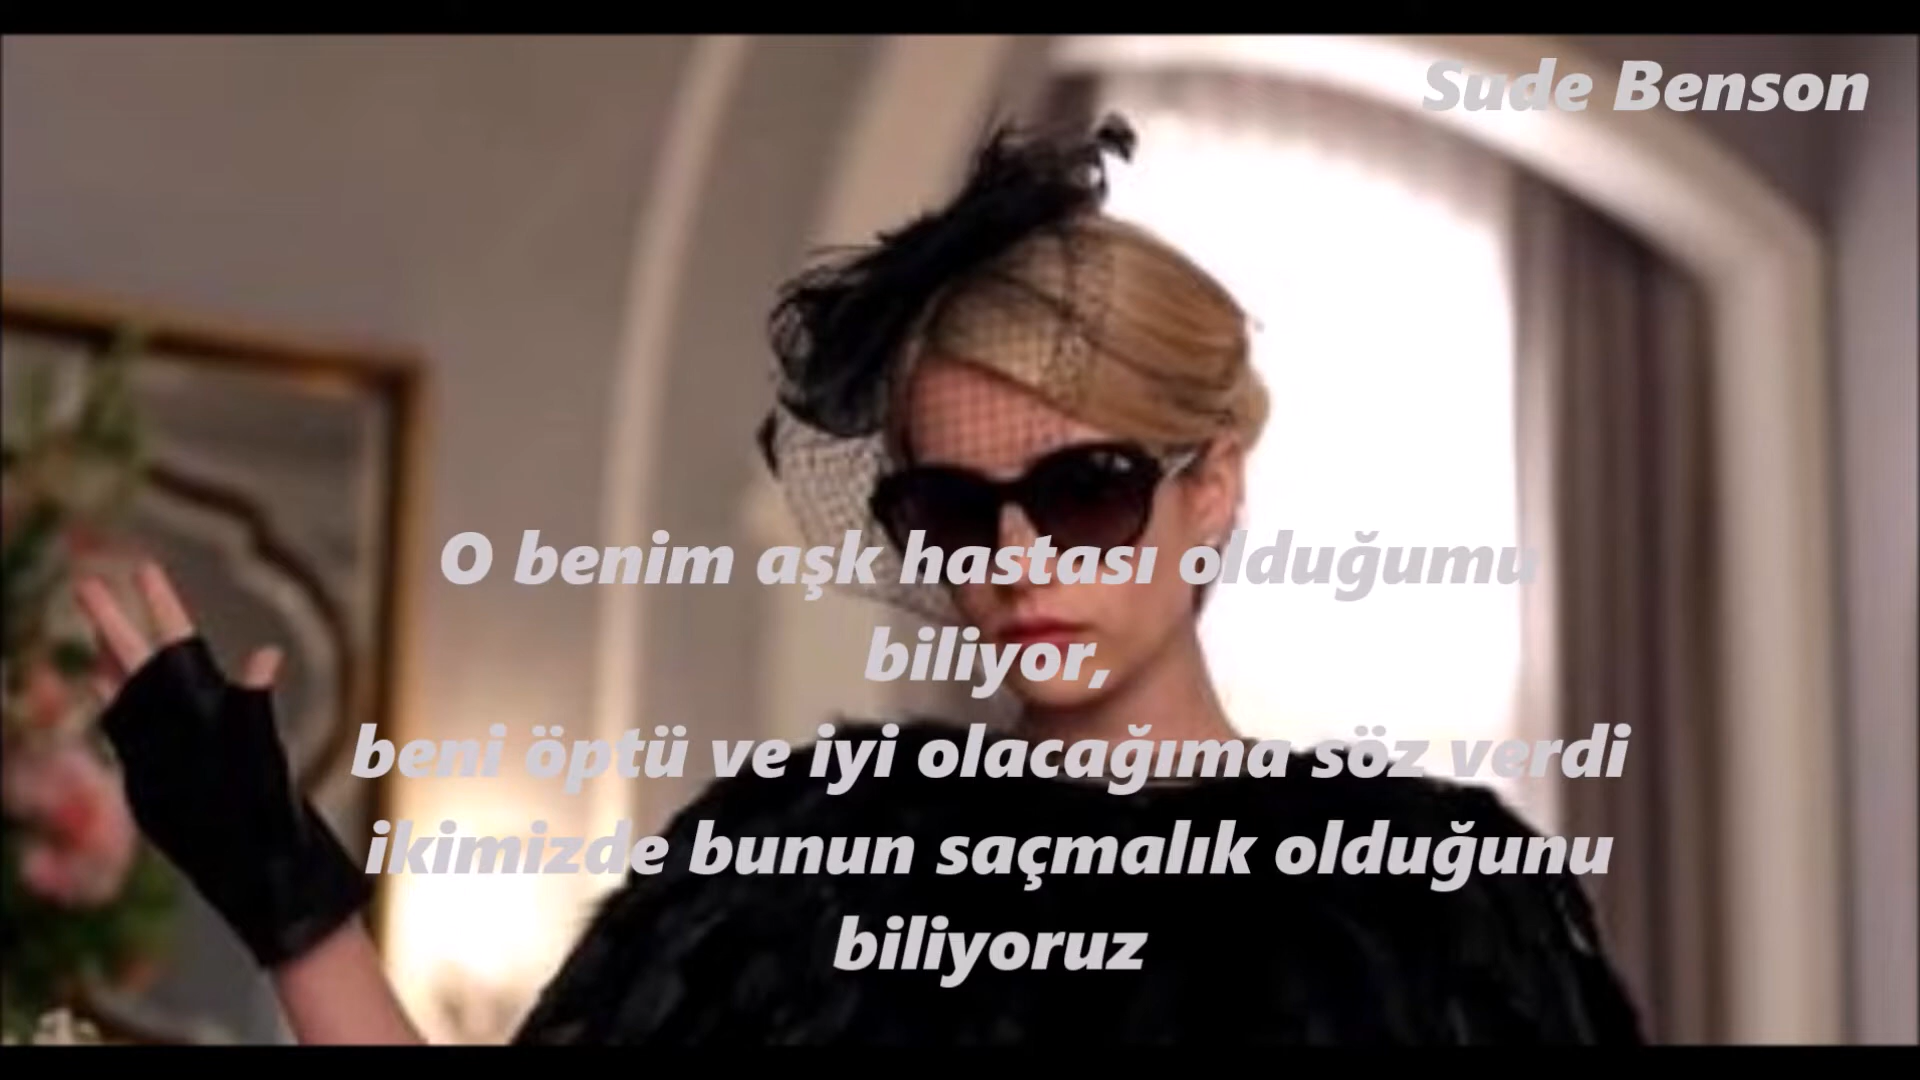 Sude Benson
O benim aşk hastası olduğumu
biliyor,
beni öptü ve iyi olacağıma söz verdi
ikimizde bunun saçmalık olduğunu
biliyoruz